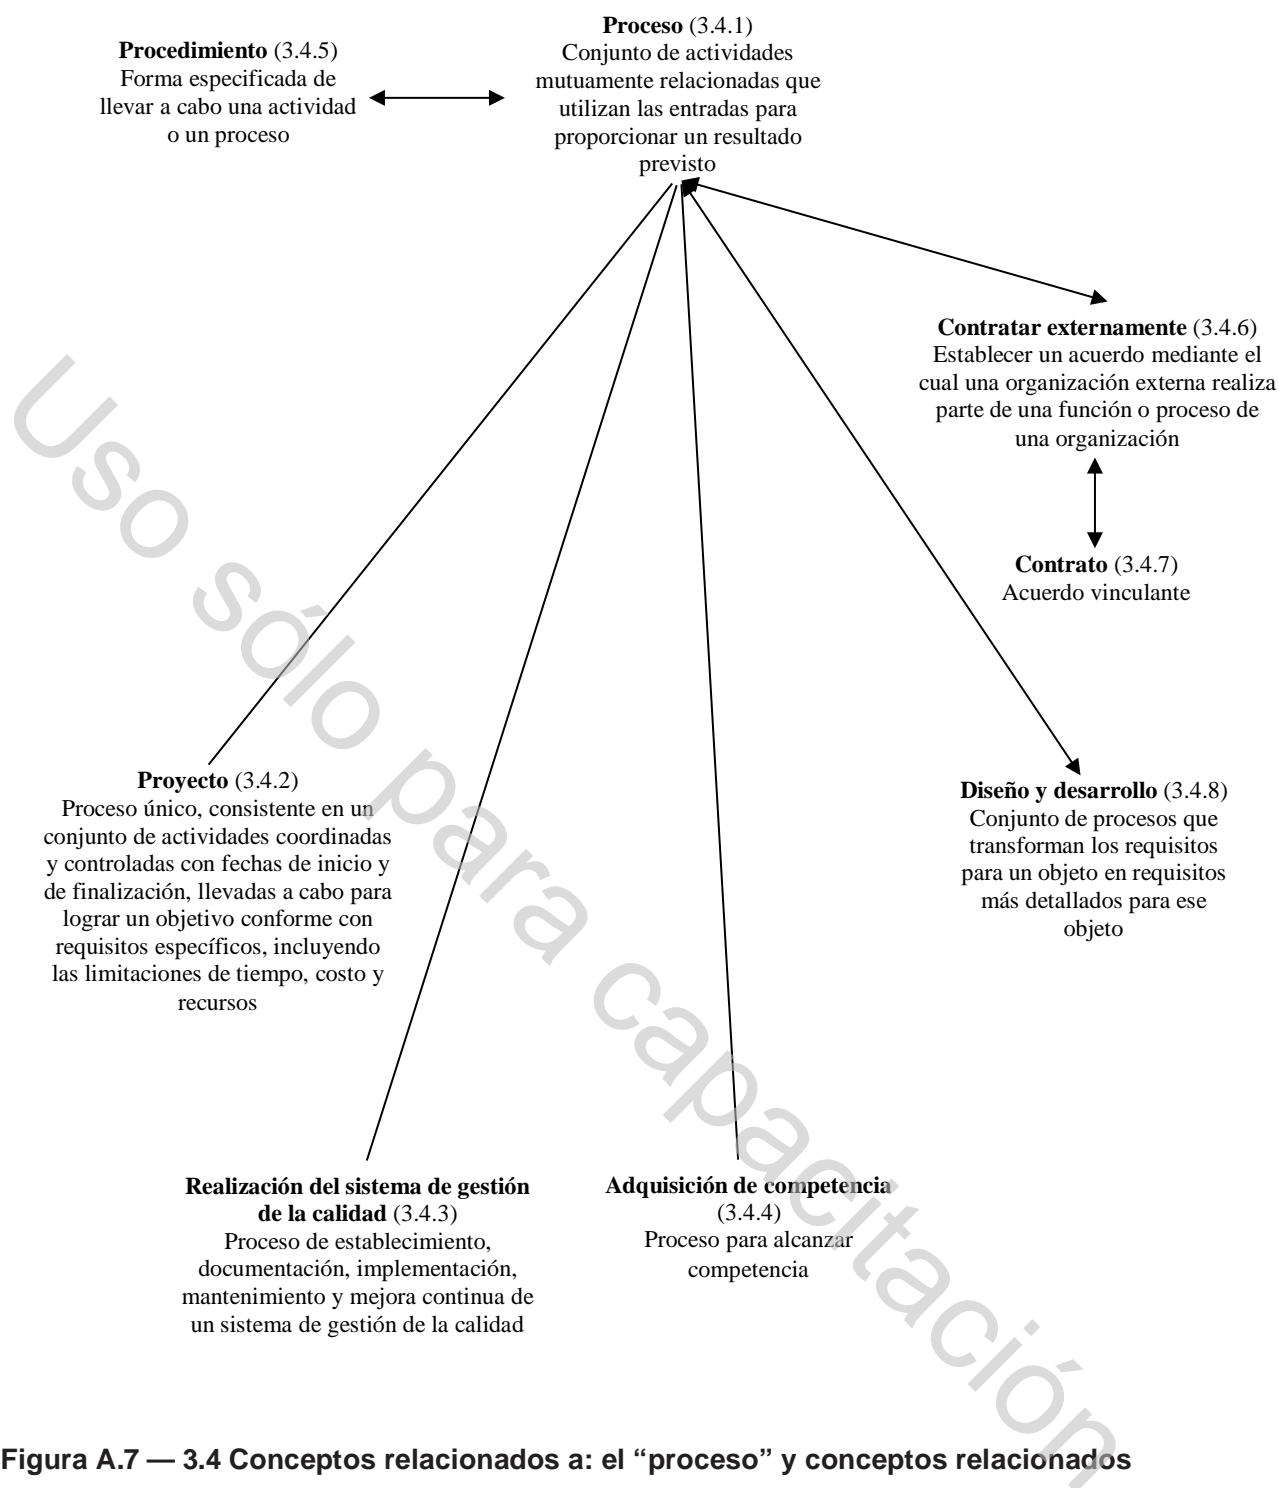 Proceso (3.4.1)
Conjunto de actividades
mutuamente relacionadas que
utilizan las entradas para
proporcionar un resultado
previsto
Procedimiento (3.4.5)
Forma especificada de
llevar a cabo una actividad
o un proceso
Contratar externamente (3.4.6)
Establecer un acuerdo mediante el
cual una organización externa realiza
parte de una función o proceso de
una organización
Contrato (3.4.7)
Acuerdo vinculante
Proyecto (3.4.2)
Proceso único, consistente en un
conjunto de actividades coordinadas
y controladas con fechas de inicio y
de finalización, llevadas a cabo para
lograr un objetivo conforme con
requisitos específicos, incluyendo
las limitaciones de tiempo, costo y
recursos
Diseño y desarrollo (3.4.8)
Conjunto de procesos que
transforman los requisitos
para un objeto en requisitos
más detallados para ese
objeto
Realización del sistema de gestión
de la calidad (3.4.3)
Proceso de establecimiento,
documentación, implementación,
mantenimiento y mejora continua de
un sistema de gestión de la calidad
Adquisición de competencia
(3.4.4)
Proceso para alcanzar
competencia
Uso sólo para capacitación
Figura A.7 — 3.4 Conceptos relacionados a: el “proceso” y conceptos relacionados